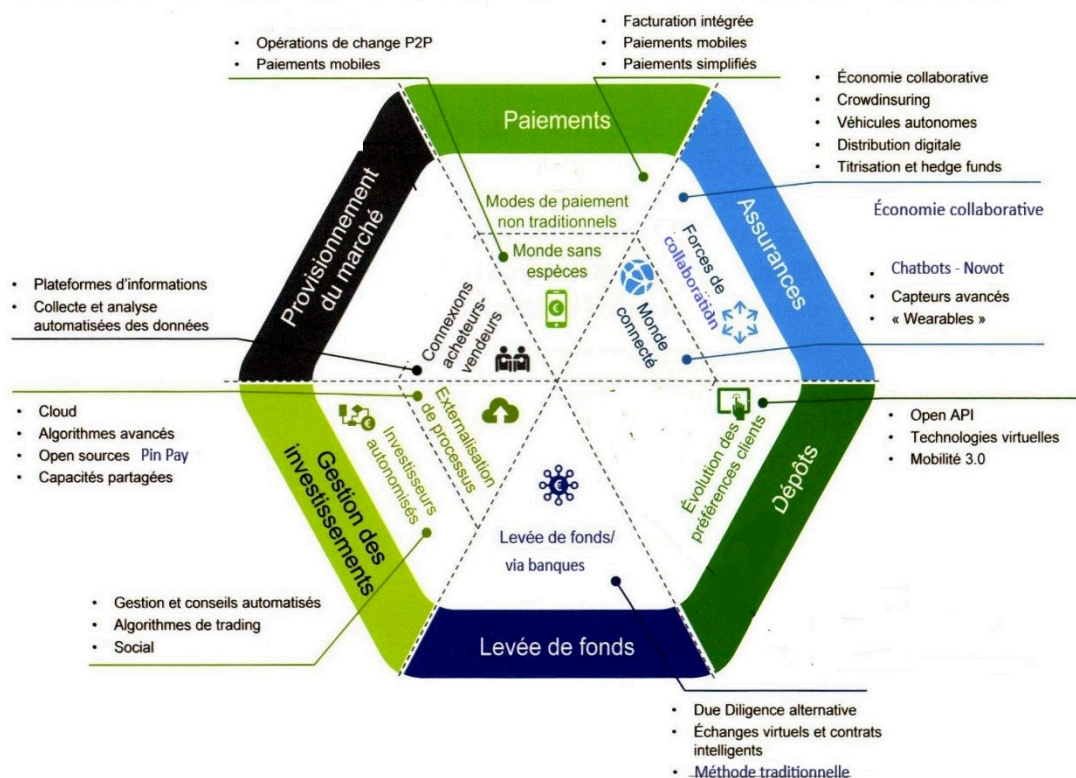 • Opérations de change P2P
• Paiements mobiles
• Facturation intégrée
• Paiements mobiles
• Paiements simplifiés
• Économie collaborative
• Crowdinsuring
• Véhicules autonomes
• Distribution digitale
• Titrisation et hedge funds
Économie collaborative
• Chatbots - Novot
• Capteurs avancés
• « Wearables »
• Open API
• Technologies virtuelles
• Mobilité 3.0
• Due Diligence alternative
• Échanges virtuels et contrats
intelligents
• Méthode traditionnelle
• Gestion et conseils automatisés
• Algorithmes de trading
• Social
• Cloud
• Algorithmes avancés
• Open sources Pin Pay
• Capacités partagées
• Plateformes d'informations
• Collecte et analyse
automatisées des données
Paiements
Assurances
Dépôts
Levée de fonds
Gestion des
investissements
Provisionnement
du marché
Modes de paiement
non traditionnels
Monde sans
espèces
Forces de
collaboration
Monde
connecté
Évolution des
préférences clients
Levée de fonds/
via banques
Investisseurs
automisés
Externalisation
de processus
Connexions
acheteurs-
vendeurs